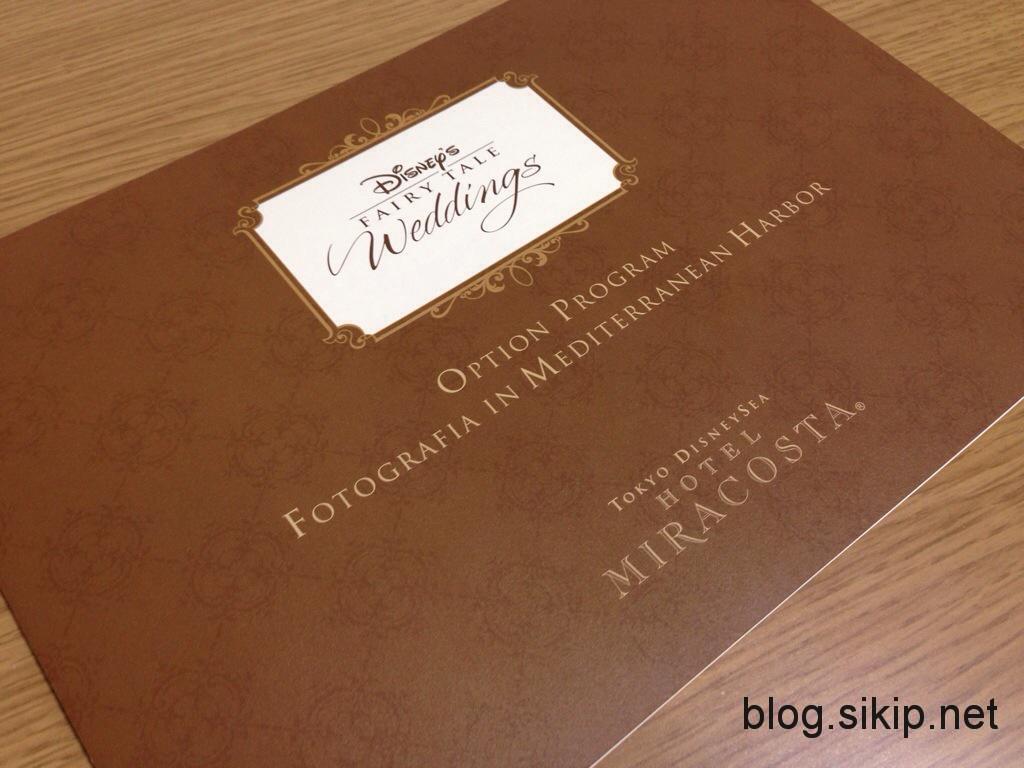 Disney's
FAIRY TALE
Weddings
OPTION PROGRAM
FOTOGRAFIA IN MEDITERRANEAN HARBOR
TOKYO DISNEYSEA
HOTEL
MIRACOSTA®
blog.sikip.net